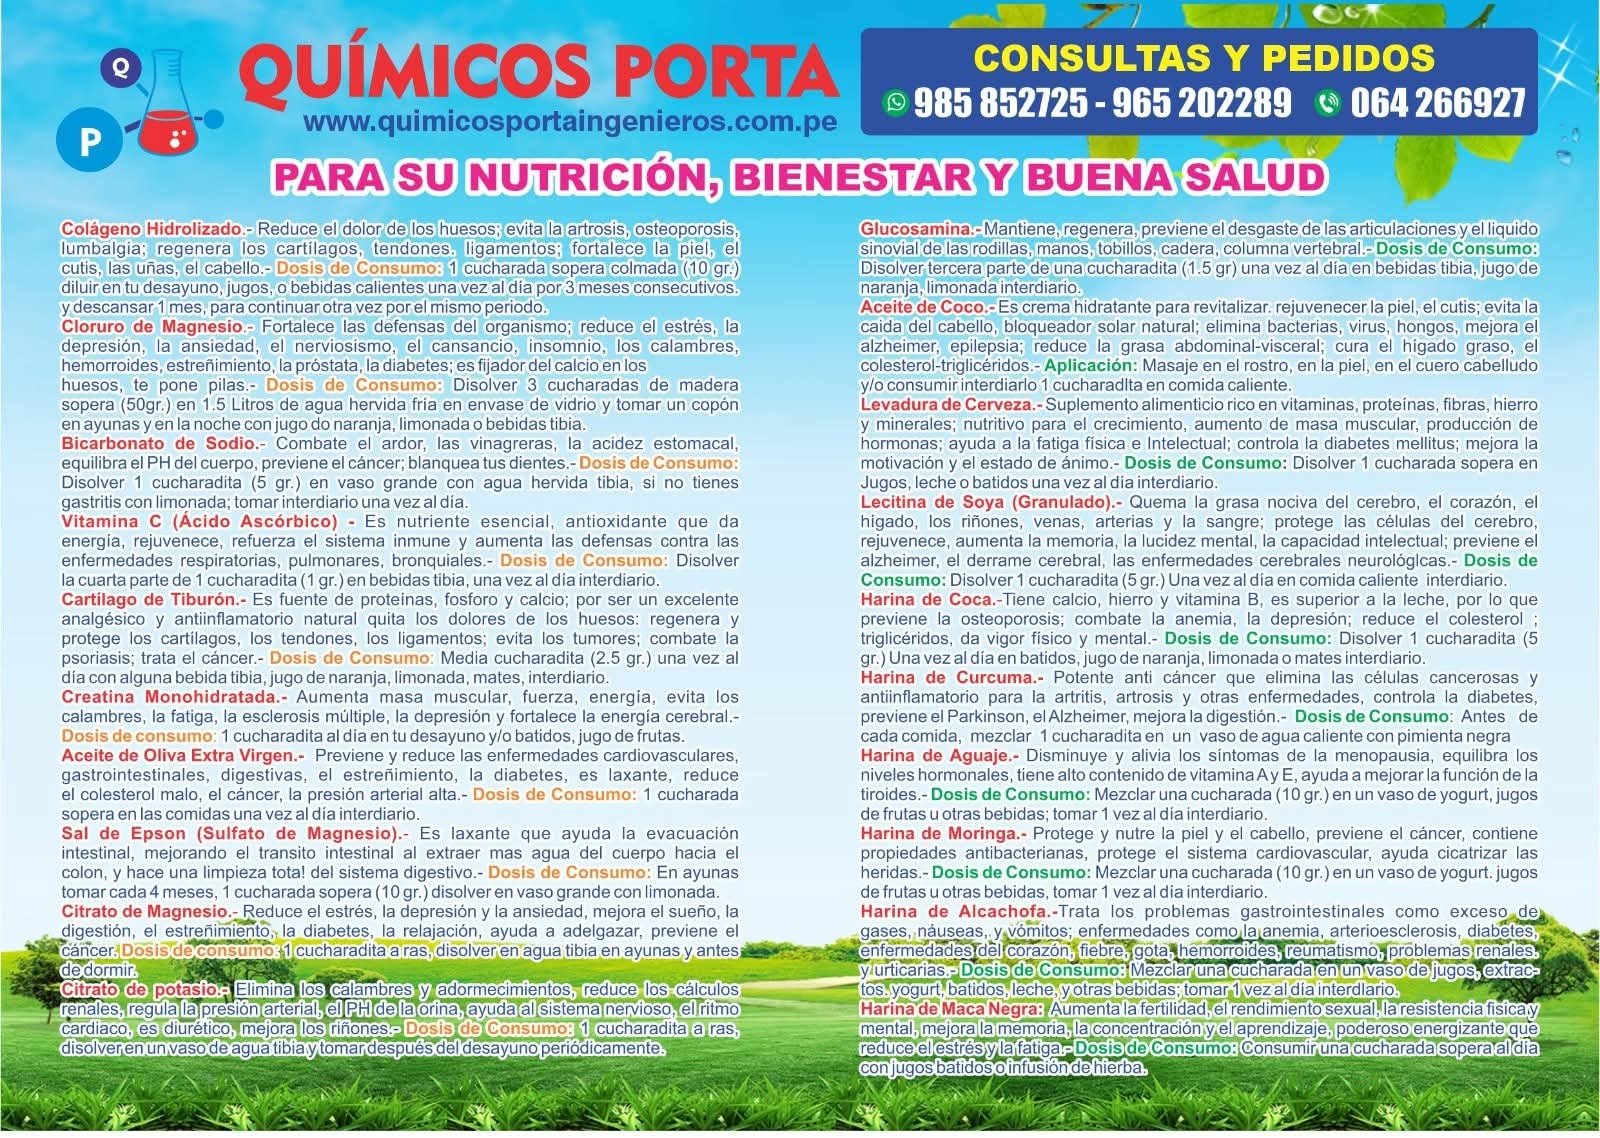 Q
P
QUÍMICOS PORTA
www.quimicosportaingenieros.com.pe
CONSULTAS Y PEDIDOS
985 852725 - 965 202289 064 266927
PARA SU NUTRICIÓN, BIENESTAR Y BUENA SALUD
Colágeno Hidrolizado.- Reduce el dolor de los huesos; evita la artrosis, osteoporosis,
lumbalgia; regenera los cartílagos, tendones, ligamentos; fortalece la piel, el
cutis, las uñas, el cabello.- Dosis de Consumo: 1 cucharada sopera colmada (10 gr.)
diluir en tu desayuno, jugos, o bebidas calientes una vez al día por 3 meses consecutivos.
y descansar 1 mes, para continuar otra vez por el mismo periodo.
Cloruro de Magnesio.- Fortalece las defensas del organismo; reduce el estrés, la
depresión, la ansiedad, el nerviosismo, el cansancio, insomnio, los calambres,
hemorroides, estreñimiento, la próstata, la diabetes; es fijador del calcio en los
huesos, te pone pilas.- Dosis de Consumo: Disolver 3 cucharadas de madera
sopera (50gr.) en 1.5 Litros de agua hervida fría en envase de vidrio y tomar un copón
en ayunas y en la noche con jugo do naranja, limonada o bebidas tibia.
Bicarbonato de Sodio.- Combate el ardor, las vinagreras, la acidez estomacal,
equilibra el PH del cuerpo, previene el cáncer; blanquea tus dientes.- Dosis de Consumo:
Disolver 1 cucharadita (5 gr.) en vaso grande con agua hervida tibia, si no tienes
gastritis con limonada; tomar interdiario una vez al día.
Vitamina C (Ácido Ascórbico) - Es nutriente esencial, antioxidante que da
energía, rejuvenece, refuerza el sistema inmune y aumenta las defensas contra las
enfermedades respiratorias, pulmonares, bronquiales.- Dosis de Consumo: Disolver
la cuarta parte de 1 cucharadita (1 gr.) en bebidas tibia, una vez al día interdiario.
Cartílago de Tiburón.- Es fuente de proteínas, fosforo y calcio; por ser un excelente
analgésico y antiinflamatorio natural quita los dolores de los huesos: regenera y
protege los cartílagos, los tendones, los ligamentos; evita los tumores; combate la
psoriasis; trata el cáncer.- Dosis de Consumo: Media cucharadita (2.5 gr.) una vez al
día con alguna bebida tibia, jugo de naranja, limonada, mates, interdiario.
Creatina Monohidratada.- Aumenta masa muscular, fuerza, energía, evita los
calambres, la fatiga, la esclerosis múltiple, la depresión y fortalece la energía cerebral.-
Dosis de consumo: 1 cucharadita al día en tu desayuno y/o batidos, jugo de frutas.
Aceite de Oliva Extra Virgen.- Previene y reduce las enfermedades cardiovasculares,
gastrointestinales, digestivas, el estreñimiento, la diabetes, es laxante, reduce
el colesterol malo, el cáncer, la presión arterial alta.- Dosis de Consumo: 1 cucharada
sopera en las comidas una vez al día interdiario.
Sal de Epson (Sulfato de Magnesio).- Es laxante que ayuda la evacuación
intestinal, mejorando el transito intestinal al extraer mas agua del cuerpo hacia el
colon, y hace una limpieza tota! del sistema digestivo.- Dosis de Consumo: En ayunas
tomar cada 4 meses, 1 cucharada sopera (10 gr.) disolver en vaso grande con limonada.
Citrato de Magnesio.- Reduce el estrés, la depresión y la ansiedad, mejora el sueño, la
digestión, el estreñimiento, la diabetes, la relajación, ayuda a adelgazar, previene el
cáncer. Dosis de consumo: 1 cucharadita a ras, disolver en agua tibia en ayunas y antes
de dormir.
Citrato de potasio.- Elimina los calambres y adormecimientos, reduce los cálculos
renales, regula la presión arterial, el PH de la orina, ayuda al sistema nervioso, el ritmo
cardiaco, es diurético, mejora los riñones.- Dosis de Consumo: 1 cucharadita a ras,
disolver en un vaso de agua tibia y tomar después del desayuno periódicamente.
Glucosamina.- Mantiene, regenera, previene el desgaste de las articulaciones y el liquido
sinovial de las rodillas, manos, tobillos, cadera, columna vertebral.- Dosis de Consumo:
Disolver tercera parte de una cucharadita (1.5 gr) una vez al día en bebidas tibia, jugo de
naranja, limonada interdiario.
Aceite de Coco.- Es crema hidratante para revitalizar. rejuvenecer la piel, el cutis; evita la
caida del cabello, bloqueador solar natural; elimina bacterias, virus, hongos, mejora el
alzheimer, epilepsia; reduce la grasa abdominal-visceral; cura el hígado graso, el
colesterol-triglicéridos.- Aplicación: Masaje en el rostro, en la piel, en el cuero cabelludo
y/o consumir interdiarlo 1 cucharadlta en comida caliente.
Levadura de Cerveza.- Suplemento alimenticio rico en vitaminas, proteínas, fibras, hierro
y minerales; nutritivo para el crecimiento, aumento de masa muscular, producción de
hormonas; ayuda a la fatiga física e Intelectual; controla la diabetes mellitus; mejora la
motivación y el estado de ánimo.- Dosis de Consumo: Disolver 1 cucharada sopera en
Jugos, leche o batidos una vez al día interdiario.
Lecitina de Soya (Granulado).- Quema la grasa nociva del cerebro, el corazón, el
hígado, los riñones, venas, arterias y la sangre; protege las células del cerebro,
rejuvenece, aumenta la memoria, la lucidez mental, la capacidad intelectual; previene el
alzheimer, el derrame cerebral, las enfermedades cerebrales neurológlcas.- Dosis de
Consumo: Disolver 1 cucharadita (5 gr.) Una vez al día en comida caliente interdiario.
Harina de Coca.-Tiene calcio, hierro y vitamina B, es superior a la leche, por lo que
previene la osteoporosis; combate la anemia, la depresión; reduce el colesterol ;
triglicéridos, da vigor físico y mental.- Dosis de Consumo: Disolver 1 cucharadita (5
gr.) Una vez al día en batidos, jugo de naranja, limonada o mates interdiario.
Harina de Curcuma.- Potente anti cáncer que elimina las células cancerosas y
antiinflamatorio para la artritis, artrosis y otras enfermedades, controla la diabetes,
previene el Parkinson, el Alzheimer, mejora la digestión.- Dosis de Consumo: Antes de
cada comida, mezclar 1 cucharadita en un vaso de agua caliente con pimienta negra
Harina de Aguaje.- Disminuye y alivia los síntomas de la menopausia, equilibra los
niveles hormonales, tiene alto contenido de vitamina A y E, ayuda a mejorar la función de la
tiroides.- Dosis de Consumo: Mezclar una cucharada (10 gr.) en un vaso de yogurt, jugos
de frutas u otras bebidas; tomar 1 vez al día interdiario.
Harina de Moringa.- Protege y nutre la piel y el cabello, previene el cáncer, contiene
propiedades antibacterianas, protege el sistema cardiovascular, ayuda cicatrizar las
heridas.- Dosis de Consumo: Mezclar una cucharada (10 gr.) en un vaso de yogurt. jugos
de frutas u otras bebidas, tomar 1 vez al día interdiario.
Harina de Alcachofa.-Trata los problemas gastrointestinales como exceso de
gases, náuseas, y vómitos; enfermedades como la anemia, arterioesclerosis, diabetes,
enfermedades del corazón, fiebre, gota, hemorroides, reumatismo, problemas renales.
y urticarias.- Dosis de Consumo: Mezclar una cucharada en un vaso de jugos, extrac-
tos, yogurt, batidos, leche, y otras bebidas; tomar 1 vez al día interdlario.
Harina de Maca Negra: Aumenta la fertilidad, el rendimiento sexual, la resistencia fisica y
mental, mejora la memoria, la concentración y el aprendizaje, poderoso energizante que
reduce el estrés y la fatiga.- Dosis de Consumo: Consumir una cucharada sopera al día
con jugos batidos o infusión de hierba.